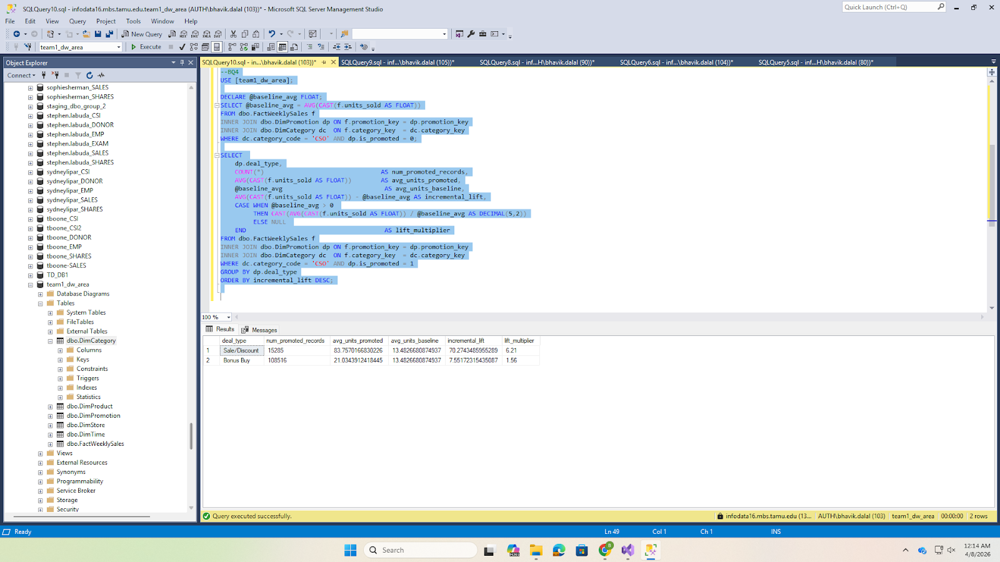 SQLQuery10.sql - infodata16.mbs.tamu.edu.team1_dw_area (AUTH\bhavik.dalal (103))* - Microsoft SQL Server Management Studio
Quick Launch (Ctrl+Q)
File Edit View Query Project Tools Window Help
New Query
team1_dw_area
Execute
Object Explorer
SQLQuery10.sql - in...\bhavik.dalal (103))*
SQLQuery9.sql - inf...\bhavik.dalal (105))*
SQLQuery8.sql - inf...H\bhavik.dalal (90))*
SQLQuery6.sql - inf...\bhavik.dalal (104))*
SQLQuery5.sql - inf...H\bhavik.dalal (80))*
Connect
sophiesherman_SALES
sophiesherman_SHARES
staging_dbo_group_2
stephen.labuda_CSI
stephen.labuda_DONOR
stephen.labuda_EMP
stephen.labuda_EXAM
stephen.labuda_SALES
stephen.labuda_SHARES
sydneylipar_CSI
sydneylipar_DONOR
sydneylipar_EMP
sydneylipar_SALES
sydneylipar_SHARES
tboone_CSI
tboone_CSI2
tboone_DONOR
tboone_EMP
tboone_SHARES
tboone-SALES
TD_DB1
team1_dw_area
Database Diagrams
Tables
System Tables
FileTables
External Tables
dbo.DimCategory
Columns
Keys
Constraints
Triggers
Indexes
Statistics
dbo.DimProduct
dbo.DimPromotion
dbo.DimStore
dbo.DimTime
dbo.FactWeeklySales
Views
External Resources
Synonyms
Programmability
Service Broker
Storage
Security
--BQ4
USE [team1_dw_area];
DECLARE @baseline_avg FLOAT;
SELECT @baseline_avg = AVG(CAST(f.units_sold AS FLOAT))
FROM dbo.FactWeeklySales f
INNER JOIN dbo.DimPromotion dp ON f.promotion_key = dp.promotion_key
INNER JOIN dbo.DimCategory dc ON f.category_key = dc.category_key
WHERE dc.category_code = 'CSO' AND dp.is_promoted = 0;
SELECT
dp.deal_type,
COUNT(*) AS num_promoted_records,
AVG(CAST(f.units_sold AS FLOAT)) AS avg_units_promoted,
@baseline_avg AS avg_units_baseline,
AVG(CAST(f.units_sold AS FLOAT)) - @baseline_avg AS incremental_lift,
CASE WHEN @baseline_avg > 0
THEN CAST(AVG(CAST(f.units_sold AS FLOAT)) / @baseline_avg AS DECIMAL(5,2))
ELSE NULL
END AS lift_multiplier
FROM dbo.FactWeeklySales f
INNER JOIN dbo.DimPromotion dp ON f.promotion_key = dp.promotion_key
INNER JOIN dbo.DimCategory dc ON f.category_key = dc.category_key
WHERE dc.category_code = 'CSO' AND dp.is_promoted = 1
GROUP BY dp.deal_type
ORDER BY incremental_lift DESC;
100 %
Results Messages
deal_type num_promoted_records avg_units_promoted avg_units_baseline incremental_lift lift_multiplier
1 Sale/Discount 15285 83.7570166830226 13.4826680874937 70.2743485955289 6.21
2 Bonus Buy 108516 21.0343912418445 13.4826680874937 7.55172315435087 1.56
Query executed successfully.
infodata16.mbs.tamu.edu (13... AUTH\bhavik.dalal (103) team1_dw_area 00:00:00 2 rows
Ready Ln 49 Col 1 Ch 1 INS
Search
12:14 AM
4/8/2026